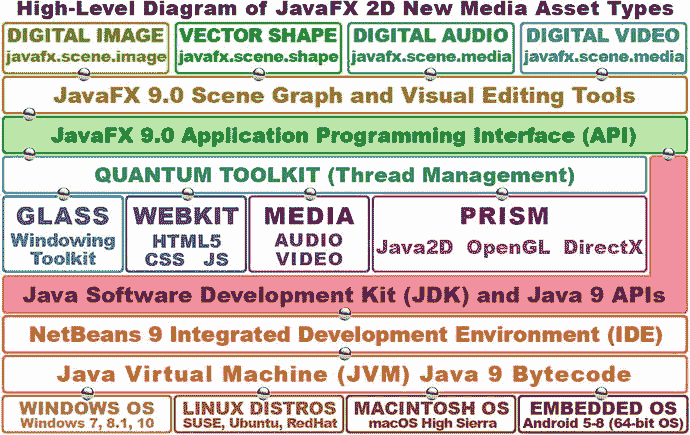 High-Level Diagram of JavaFX 2D New Media Asset Types
DIGITAL IMAGE
javafx.scene.image
VECTOR SHAPE
javafx.scene.shape
DIGITAL AUDIO
javafx.scene.media
DIGITAL VIDEO
javafx.scene.media
JavaFX 9.0 Scene Graph and Visual Editing Tools
JavaFX 9.0 Application Programming Interface (API)
QUANTUM TOOLKIT (Thread Management)
GLASS
Windowing
Toolkit
WEBKIT
HTML5
CSS JS
MEDIA
AUDIO
VIDEO
PRISM
Java2D OpenGL DirectX
Java Software Development Kit (JDK) and Java 9 APIs
NetBeans 9 Integrated Development Environment (IDE)
Java Virtual Machine (JVM) Java 9 Bytecode
WINDOWS OS
Windows 7, 8.1, 10
LINUX DISTROS
SUSE, Ubuntu, RedHat
MACINTOSH OS
macOS High Sierra
EMBEDDED OS
Android 5-8 (64-bit OS)